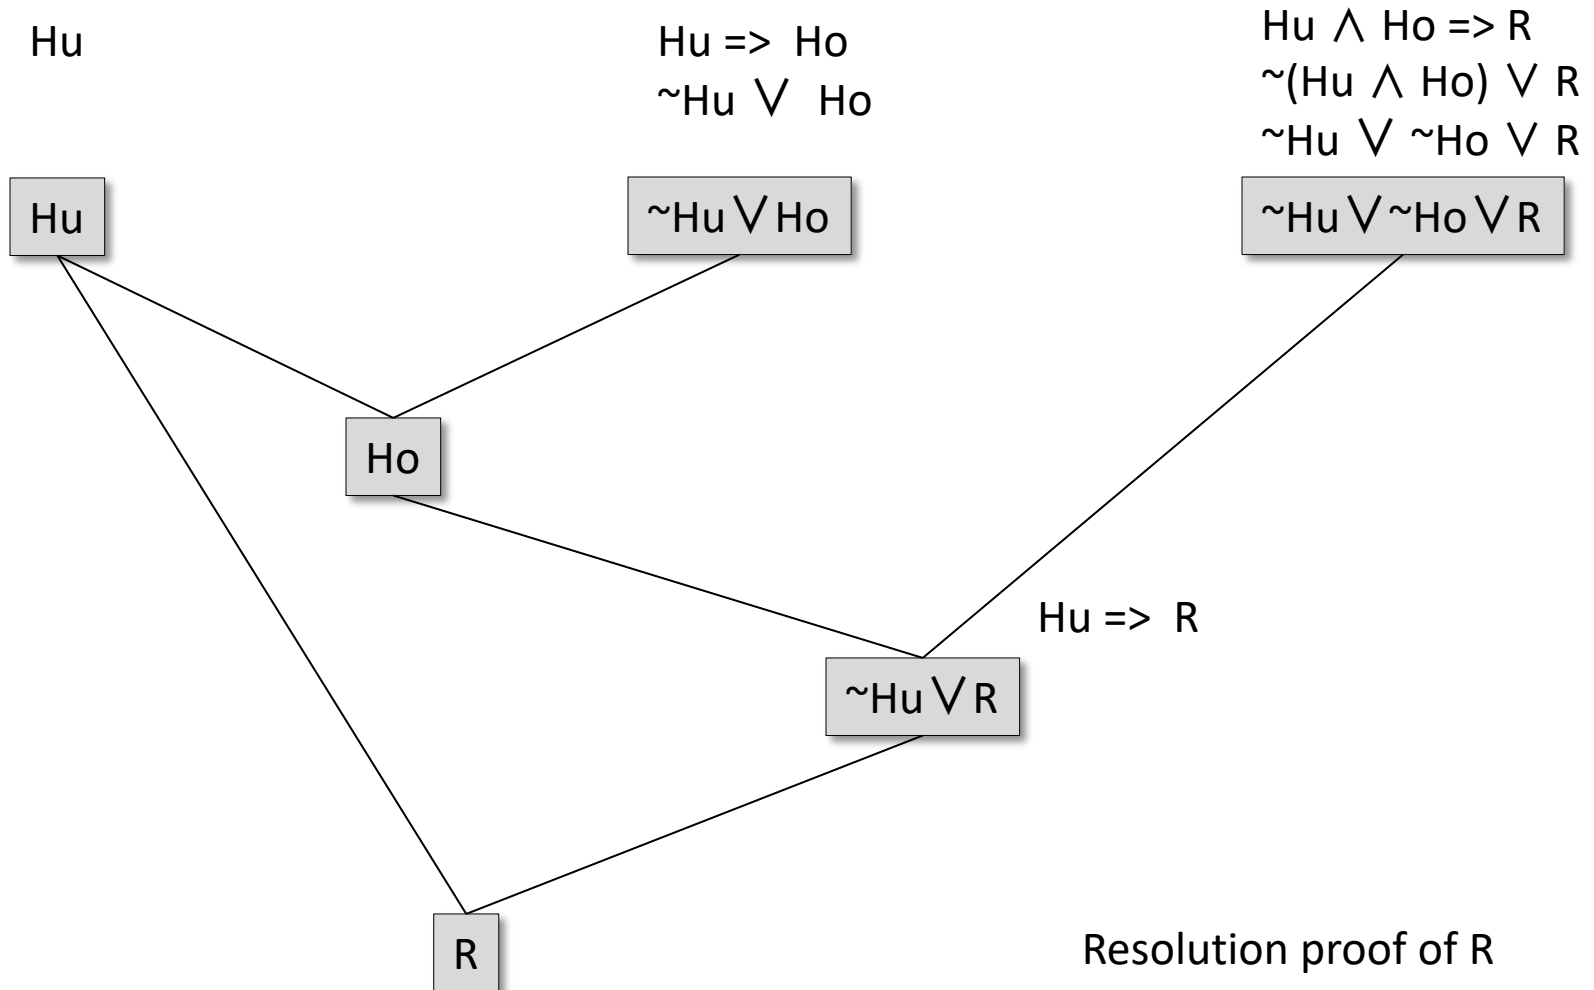 Hu
Hu => Ho
~Hu ∨ Ho
Hu ∧ Ho => R
~(Hu ∧ Ho) ∨ R
~Hu ∨ ~Ho ∨ R
Hu
~Hu ∨ Ho
~Hu ∨ ~Ho ∨ R
Ho
Hu => R
~Hu ∨ R
R
Resolution proof of R